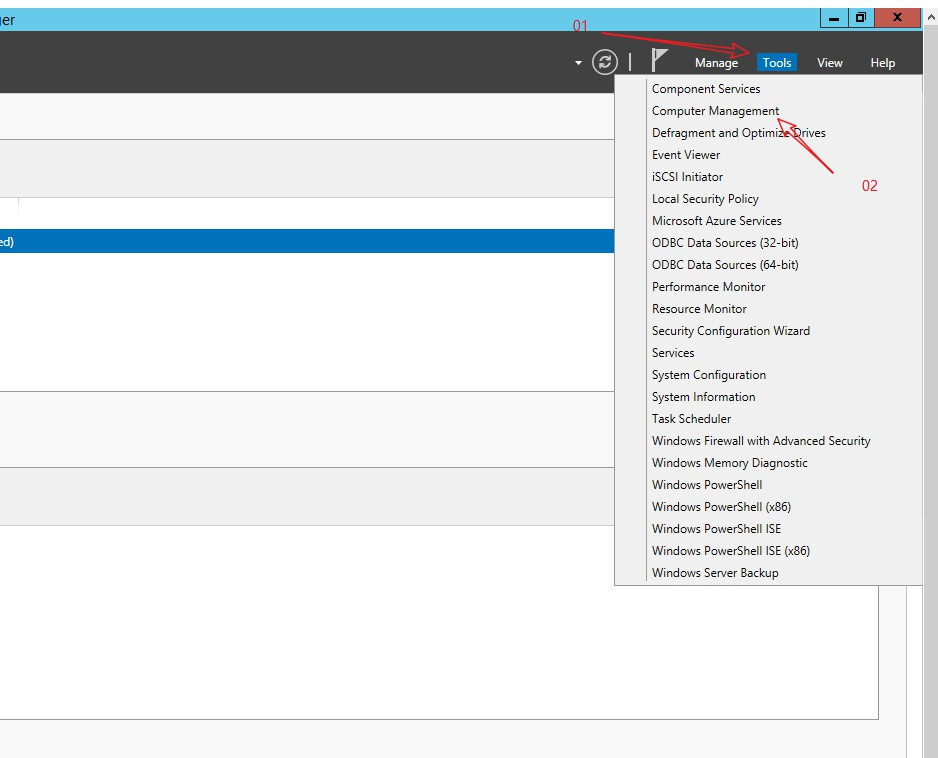 ger
01
Manage Tools View Help
Component Services
Computer Management
Defragment and Optimize Drives
Event Viewer
iSCSI Initiator
02
Local Security Policy
Microsoft Azure Services
ed)
ODBC Data Sources (32-bit)
ODBC Data Sources (64-bit)
Performance Monitor
Resource Monitor
Security Configuration Wizard
Services
System Configuration
System Information
Task Scheduler
Windows Firewall with Advanced Security
Windows Memory Diagnostic
Windows PowerShell
Windows PowerShell (x86)
Windows PowerShell ISE
Windows PowerShell ISE (x86)
Windows Server Backup